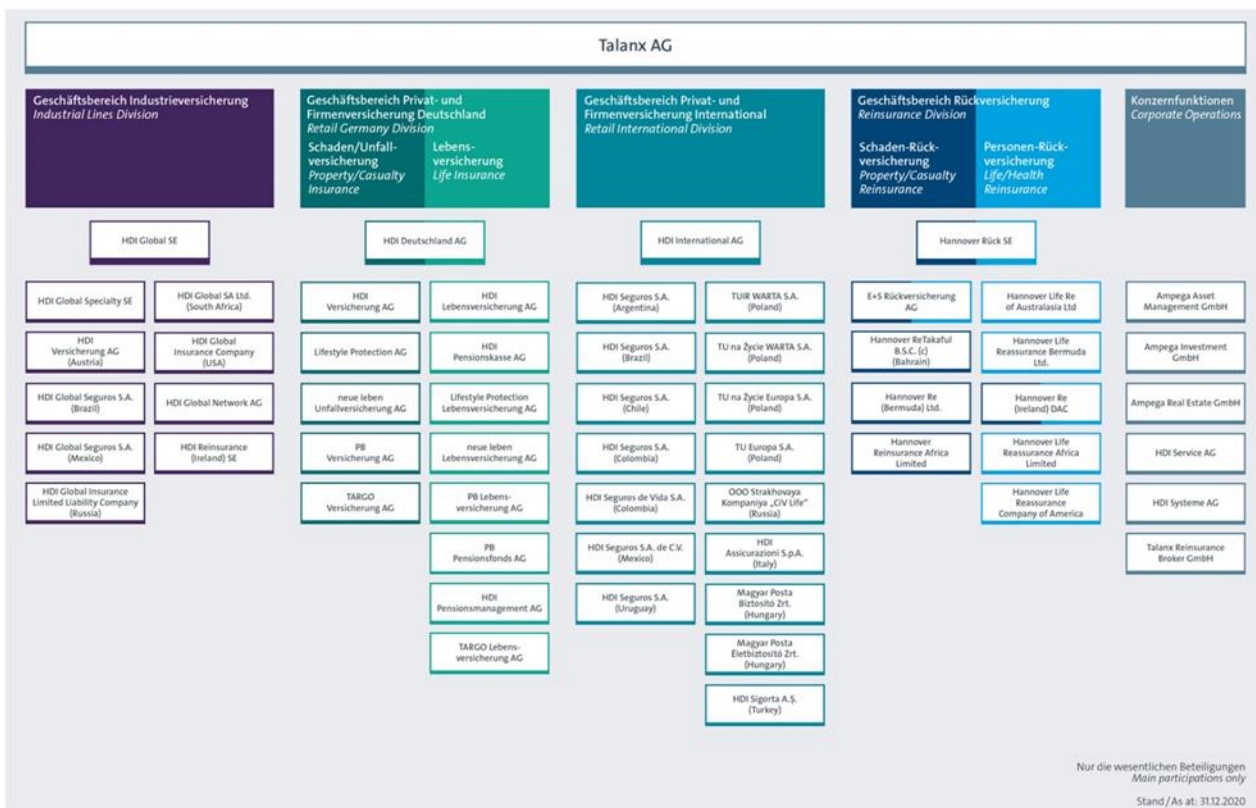 Talanx AG
Geschäftsbereich Industrieversicherung
Industrial Lines Division
Geschäftsbereich Privat- und
Firmenversicherung Deutschland
Retail Germany Division
Schaden/Unfall-
versicherung
Property/Casualty
Insurance
Lebens-
versicherung
Life Insurance
Geschäftsbereich Privat- und
Firmenversicherung International
Retail International Division
Geschäftsbereich Rückversicherung
Reinsurance Division
Schaden-Rück-
versicherung
Property/Casualty
Reinsurance
Personen-Rück-
versicherung
Life/Health
Reinsurance
Konzernfunktionen
Corporate Operations
HDI Global SE
HDI Global Specialty SE
HDI
Versicherung AG
(Austria)
HDI Global Seguros S.A.
(Brazil)
HDI Global Seguros S.A.
(Mexico)
HDI Global Insurance
Limited Liability Company
(Russia)
HDI Global SA Ltd.
(South Africa)
HDI Global
Insurance Company
(USA)
HDI Global Network AG
HDI Reinsurance
(Ireland) SE
HDI Deutschland AG
HDI
Versicherung AG
Lifestyle Protection AG
neue leben
Unfallversicherung AG
PB
Versicherung AG
TARGO
Versicherung AG
HDI
Lebensversicherung AG
HDI
Pensionskasse AG
Lifestyle Protection
Lebensversicherung AG
neue leben
Lebensversicherung AG
PB Lebens-
versicherung AG
PB
Pensionsfonds AG
HDI
Pensionsmanagement AG
TARGO Lebens-
versicherung AG
HDI International AG
HDI Seguros S.A.
(Argentina)
HDI Seguros S.A.
(Brazil)
HDI Seguros S.A.
(Chile)
HDI Seguros S.A.
(Colombia)
HDI Seguros de Vida S.A.
(Colombia)
HDI Seguros S.A. de C.V.
(Mexico)
HDI Seguros S.A.
(Uruguay)
TUiR WARTA S.A.
(Poland)
TU na Życie WARTA S.A.
(Poland)
TU na Życie Europa S.A.
(Poland)
TU Europa S.A.
(Poland)
OOO Strakhovaya
Kompaniya „CiV Life"
(Russia)
HDI
Assicurazioni S.p.A.
(Italy)
Magyar Posta
Biztosító Zrt.
(Hungary)
Magyar Posta
Életbiztosító Zrt.
(Hungary)
HDI Sigorta A.Ş.
(Turkey)
Hannover Rück SE
E+S Rückversicherung
AG
Hannover ReTakaful
B.S.C. (c)
(Bahrain)
Hannover Re
(Bermuda) Ltd.
Hannover
Reinsurance Africa
Limited
Hannover Life Re
of Australasia Ltd
Hannover Life
Reassurance Bermuda
Ltd.
Hannover Re
(Ireland) DAC
Hannover Life
Reassurance Africa
Limited
Hannover Life
Reassurance
Company of America
Ampega Asset
Management GmbH
Ampega Investment
GmbH
Ampega Real Estate GmbH
HDI Service AG
HDI Systeme AG
Talanx Reinsurance
Broker GmbH
Nur die wesentlichen Beteiligungen
Main participations only
Stand / As at: 31.12.2020